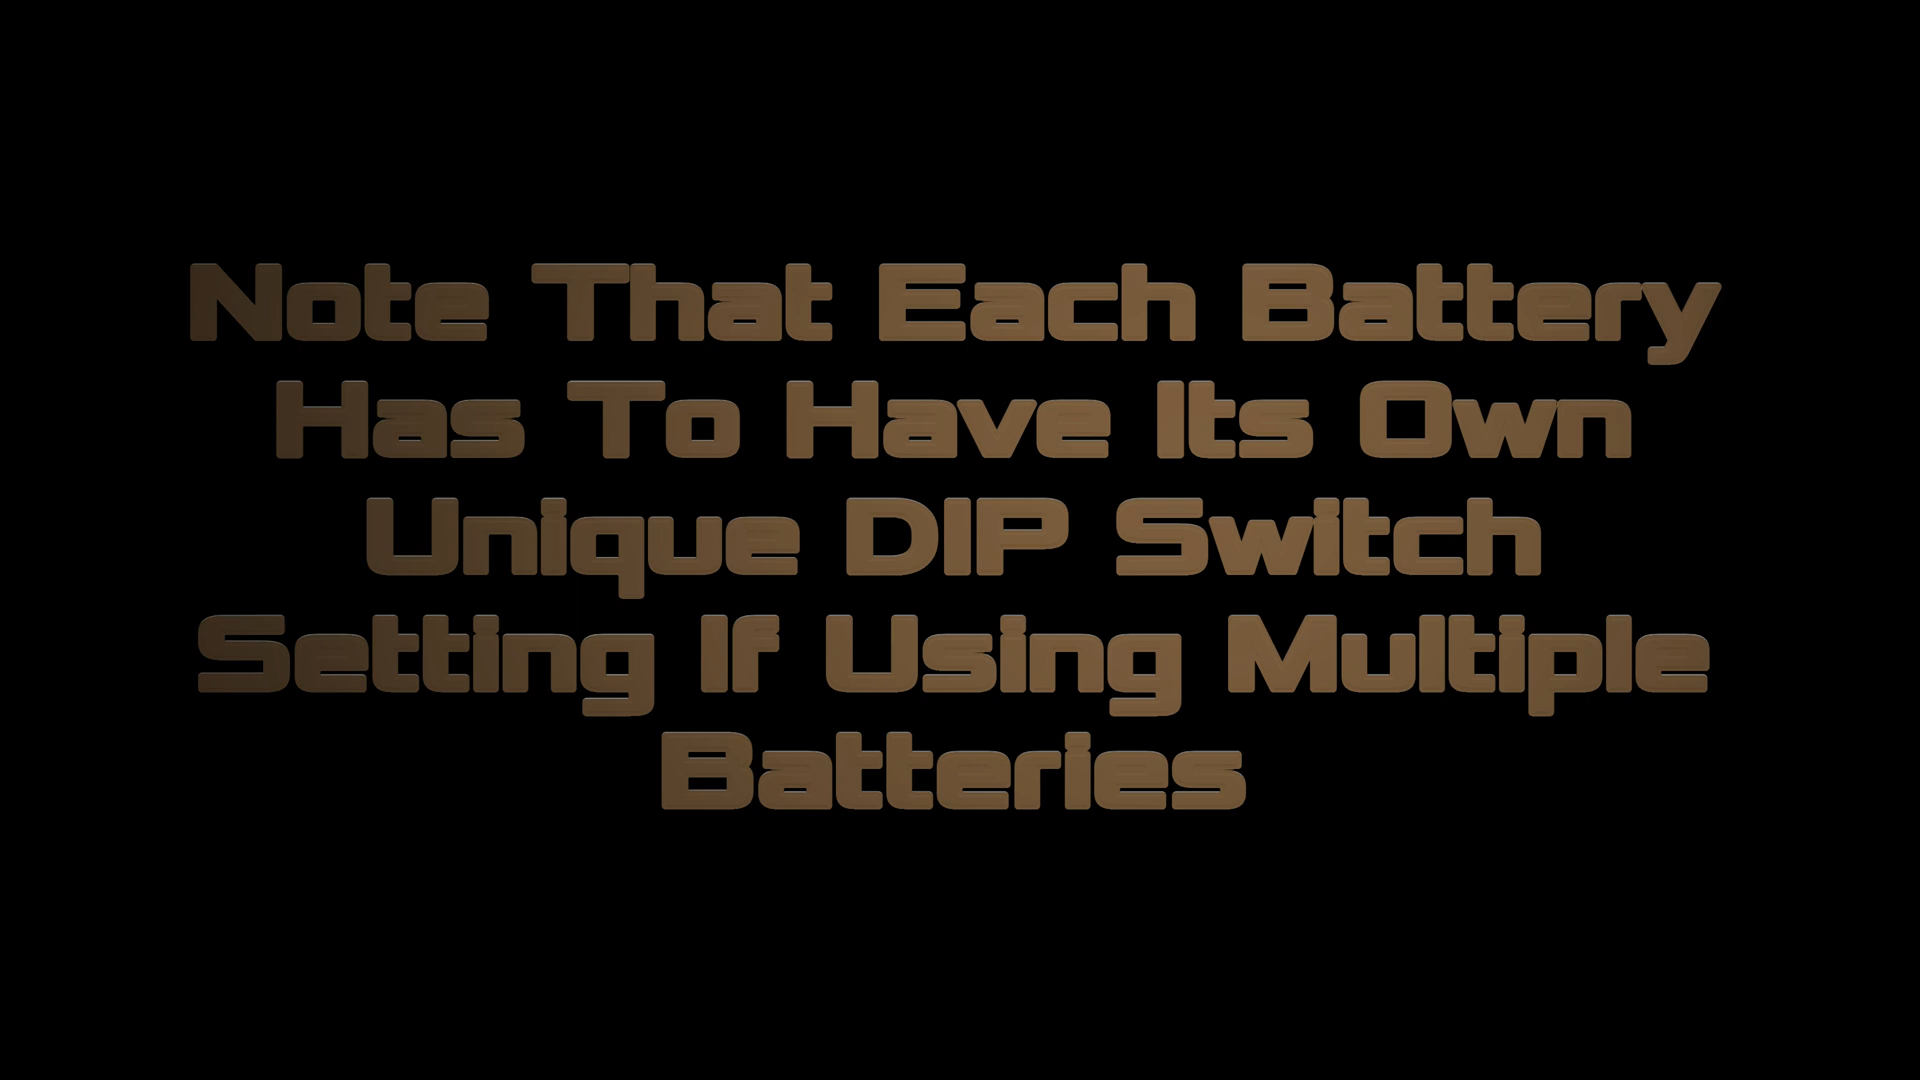 Note That Each Battery
Has To Have Its Own
Unique DIP Switch
Setting If Using Multiple
Batteries